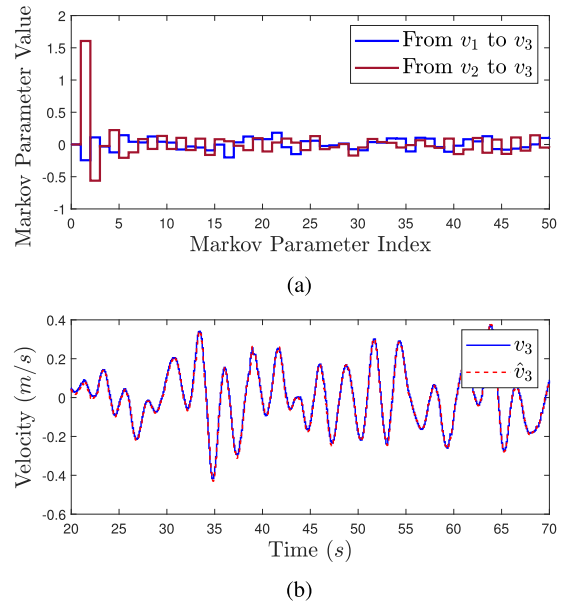 2
1.5
1
0.5
0
-0.5
-1
Markov Parameter Value
From v₁ to v₃
From v₂ to v₃
0 5 10 15 20 25 30 35 40 45 50
Markov Parameter Index
(a)
0.4
0.2
0
-0.2
-0.4
-0.6
Velocity (m/s)
v₃
v̂₃
20 25 30 35 40 45 50 55 60 65 70
Time (s)
(b)